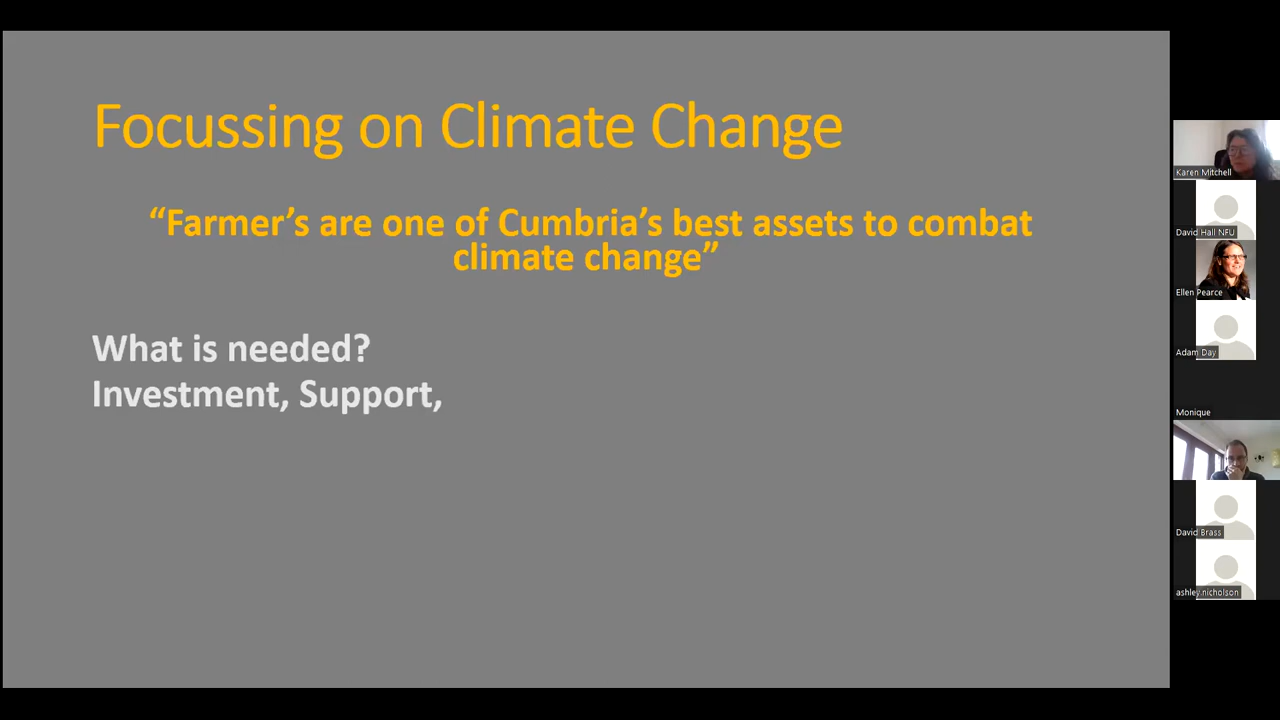 Focussing on Climate Change
“Farmer’s are one of Cumbria’s best assets to combat
climate change”
What is needed?
Investment, Support,
Karen Mitchell
David Hall NFU
Ellen Pearce
Adam Day
Monique
David Brass
ashley.nicholson